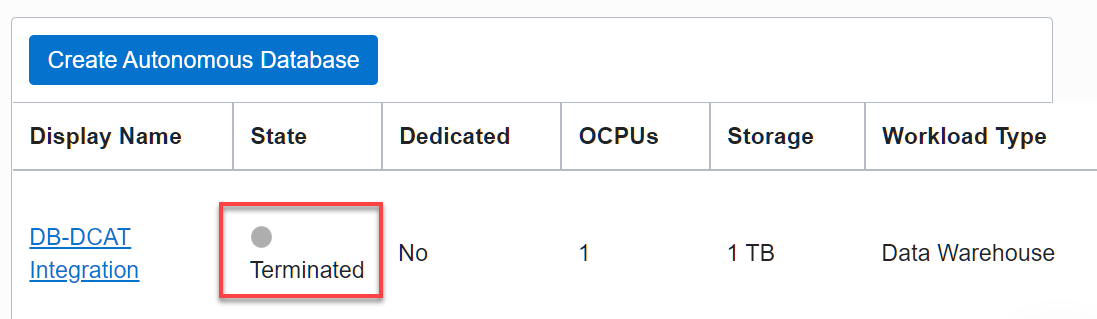 Create Autonomous Database
Display Name State Dedicated OCPUs Storage Workload Type
DB-DCAT
Integration
Terminated
No 1 1 TB Data Warehouse